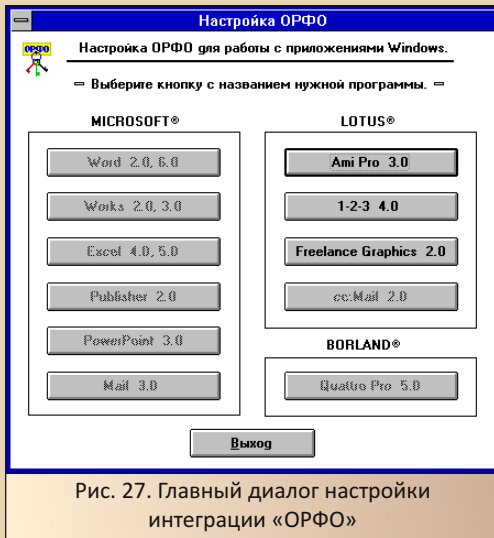 Настройка ОРФО
ОРФО
Настройка ОРФО для работы с приложениями Windows.
= Выберите кнопку с названием нужной программы. =
MICROSOFT®
Word 2.0, 6.0
Works 2.0, 3.0
Excel 4.0, 5.0
Publisher 2.0
PowerPoint 3.0
Mail 3.0
LOTUS®
Ami Pro 3.0
1-2-3 4.0
Freelance Graphics 2.0
cc:Mail 2.0
BORLAND®
Quattro Pro 5.0
Выход
Рис. 27. Главный диалог настройки
интеграции «ОРФО»